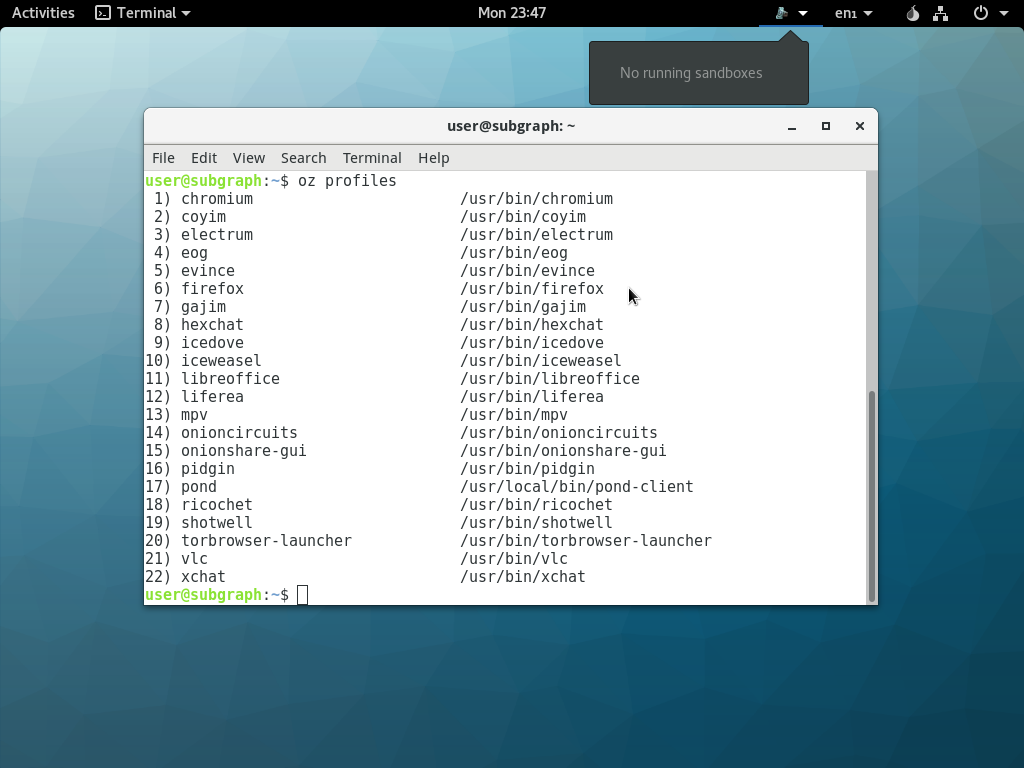 Activities Terminal Mon 23:47 en₁
No running sandboxes
user@subgraph: ~
File Edit View Search Terminal Help
user@subgraph:~$ oz profiles
1) chromium /usr/bin/chromium
2) coyim /usr/bin/coyim
3) electrum /usr/bin/electrum
4) eog /usr/bin/eog
5) evince /usr/bin/evince
6) firefox /usr/bin/firefox
7) gajim /usr/bin/gajim
8) hexchat /usr/bin/hexchat
9) icedove /usr/bin/icedove
10) iceweasel /usr/bin/iceweasel
11) libreoffice /usr/bin/libreoffice
12) liferea /usr/bin/liferea
13) mpv /usr/bin/mpv
14) onioncircuits /usr/bin/onioncircuits
15) onionshare-gui /usr/bin/onionshare-gui
16) pidgin /usr/bin/pidgin
17) pond /usr/local/bin/pond-client
18) ricochet /usr/bin/ricochet
19) shotwell /usr/bin/shotwell
20) torbrowser-launcher /usr/bin/torbrowser-launcher
21) vlc /usr/bin/vlc
22) xchat /usr/bin/xchat
user@subgraph:~$